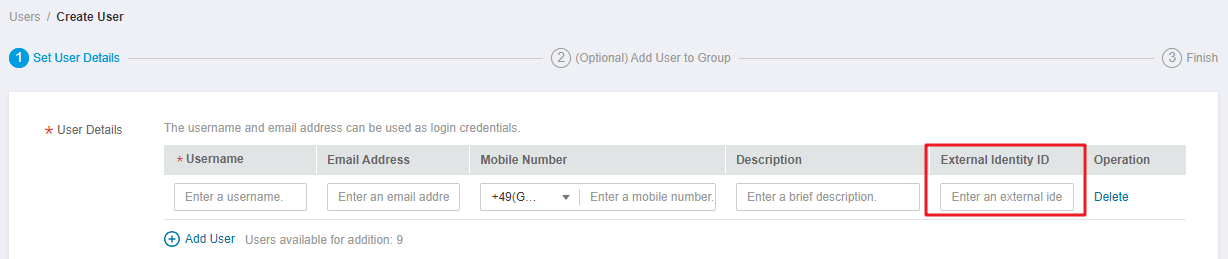 Users / Create User
1 Set User Details 2 (Optional) Add User to Group 3 Finish
* User Details The username and email address can be used as login credentials.
* Username Email Address Mobile Number Description External Identity ID Operation
Enter a username. Enter an email addre +49(G... Enter a mobile number. Enter a brief description. Enter an external ide Delete
Add User Users available for addition: 9